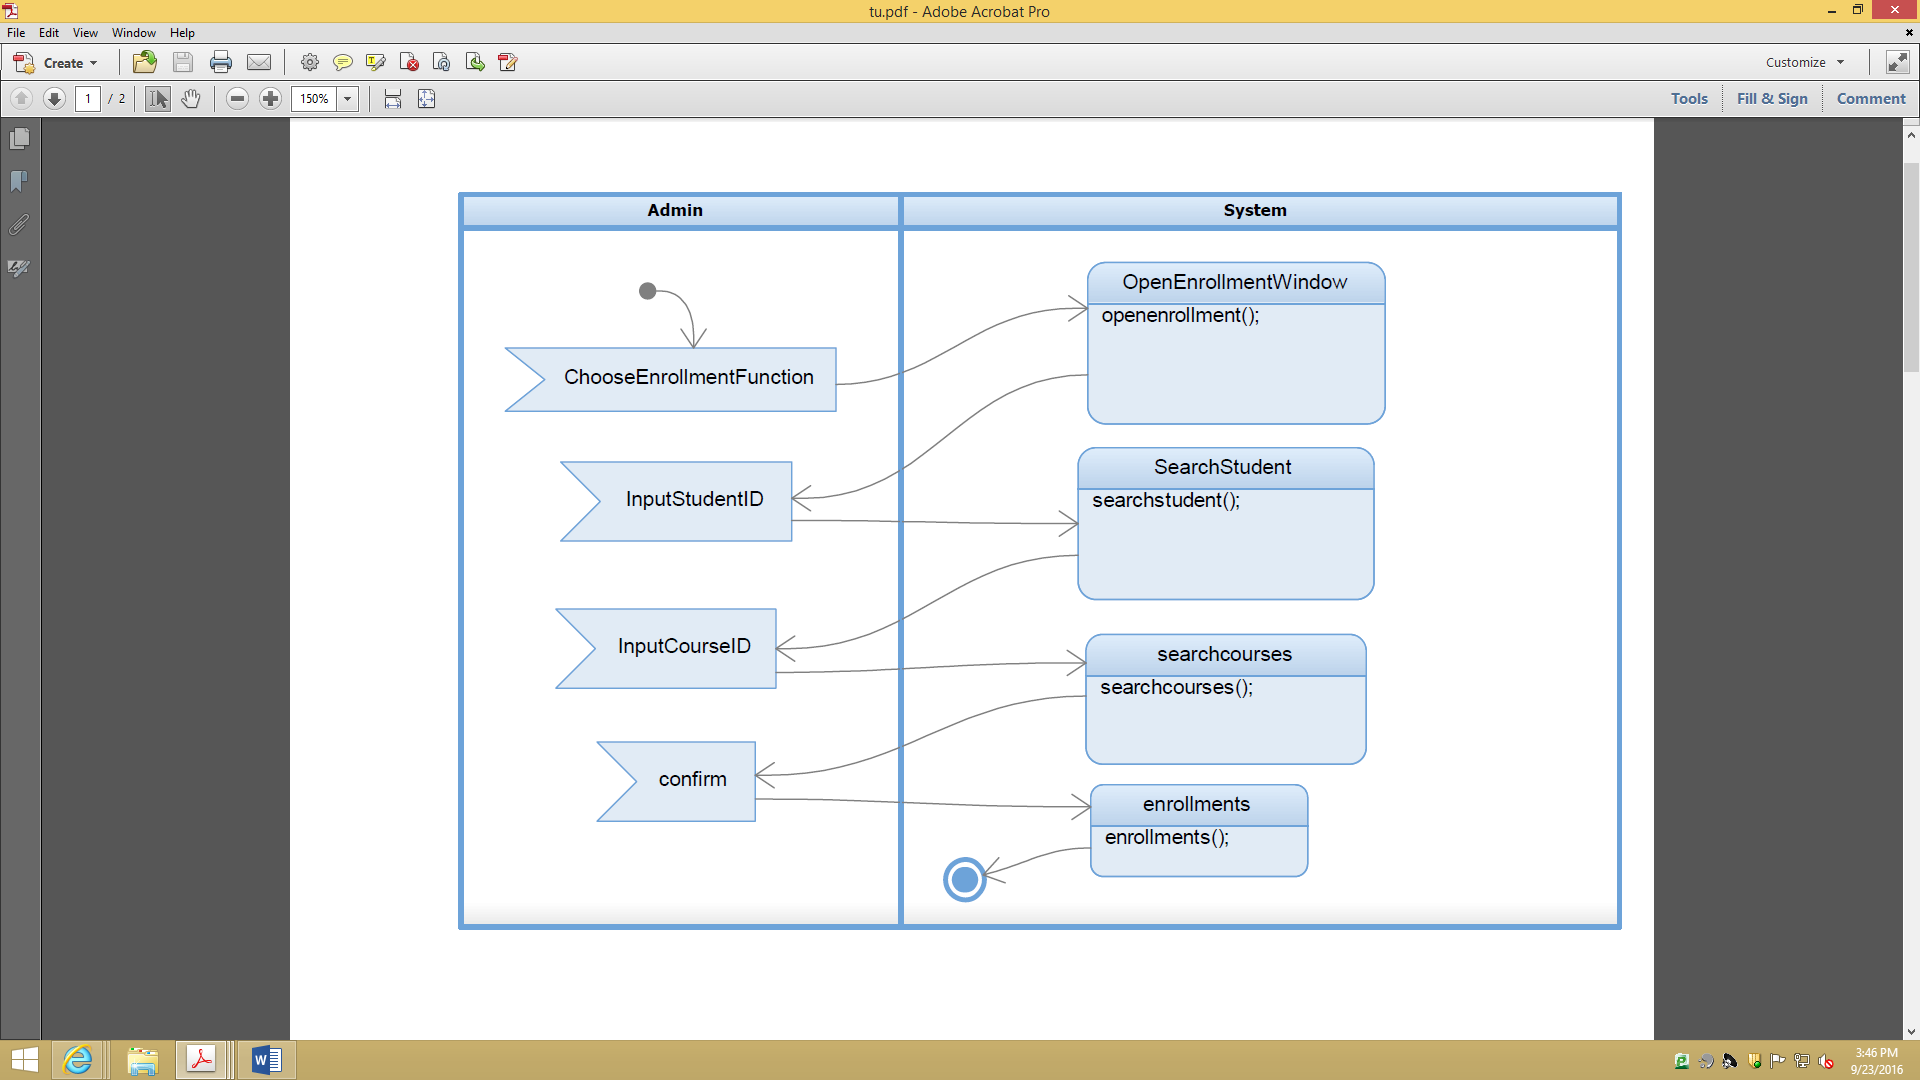 tu.pdf - Adobe Acrobat Pro
File Edit View Window Help
Create
Customize
1 / 2
150%
Tools Fill & Sign Comment
Admin System
OpenEnrollmentWindow
openenrollment();
ChooseEnrollmentFunction
SearchStudent
InputStudentID
searchstudent();
InputCourseID
searchcourses
searchcourses();
confirm
enrollments
enrollments();
3:46 PM
9/23/2016